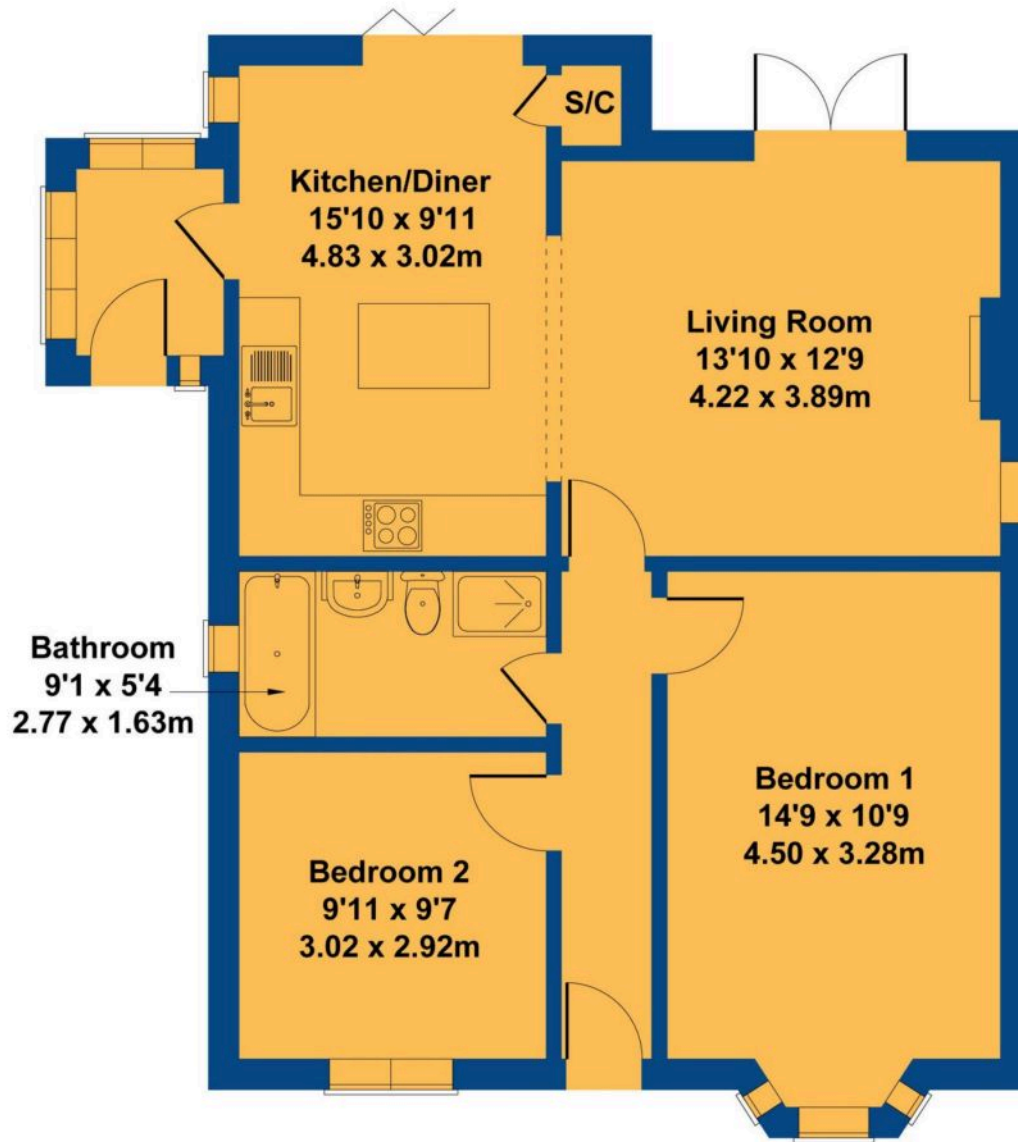 S/C
Kitchen/Diner
15'10 x 9'11
4.83 x 3.02m
Living Room
13'10 x 12'9
4.22 x 3.89m
Bathroom
9'1 x 5'4
2.77 x 1.63m
Bedroom 1
14'9 x 10'9
4.50 x 3.28m
Bedroom 2
9'11 x 9'7
3.02 x 2.92m